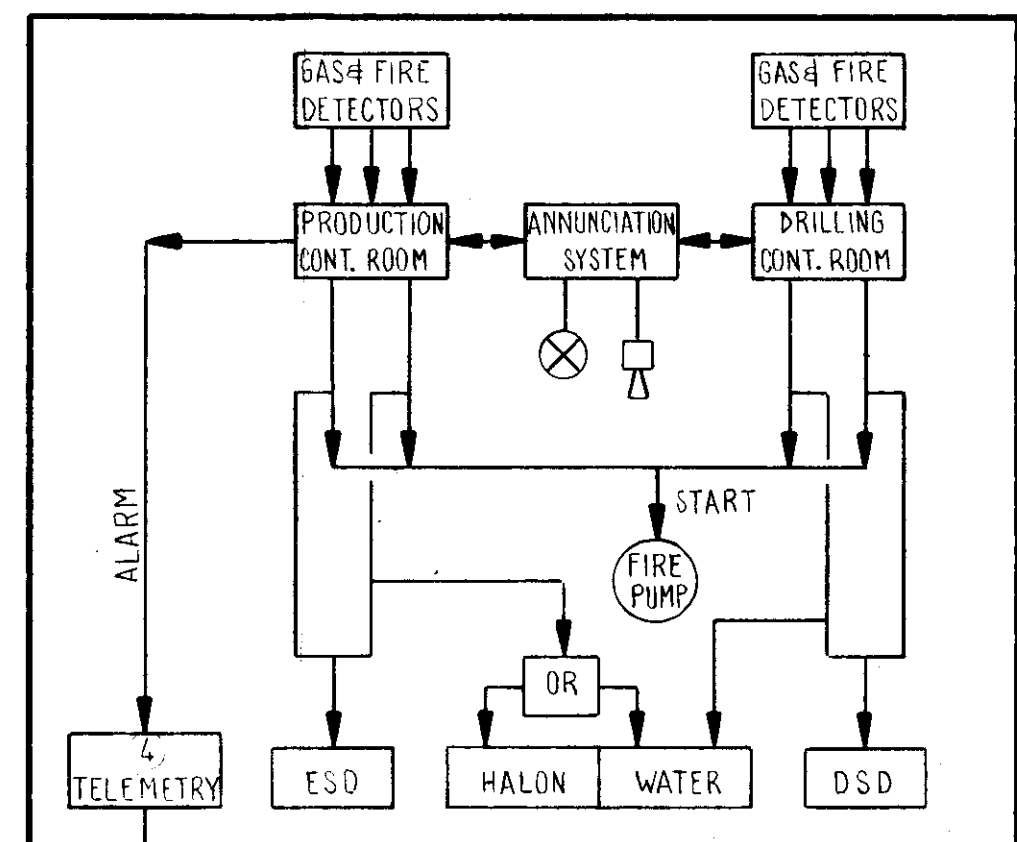 GAS& FIRE
DETECTORS
GAS& FIRE
DETECTORS
PRODUCTION
CONT. ROOM
ANNUNCIATION
SYSTEM
DRILLING
CONT. ROOM
ALARM
START
FIRE
PUMP
OR
4
TELEMETRY
ESD
HALON
WATER
DSD